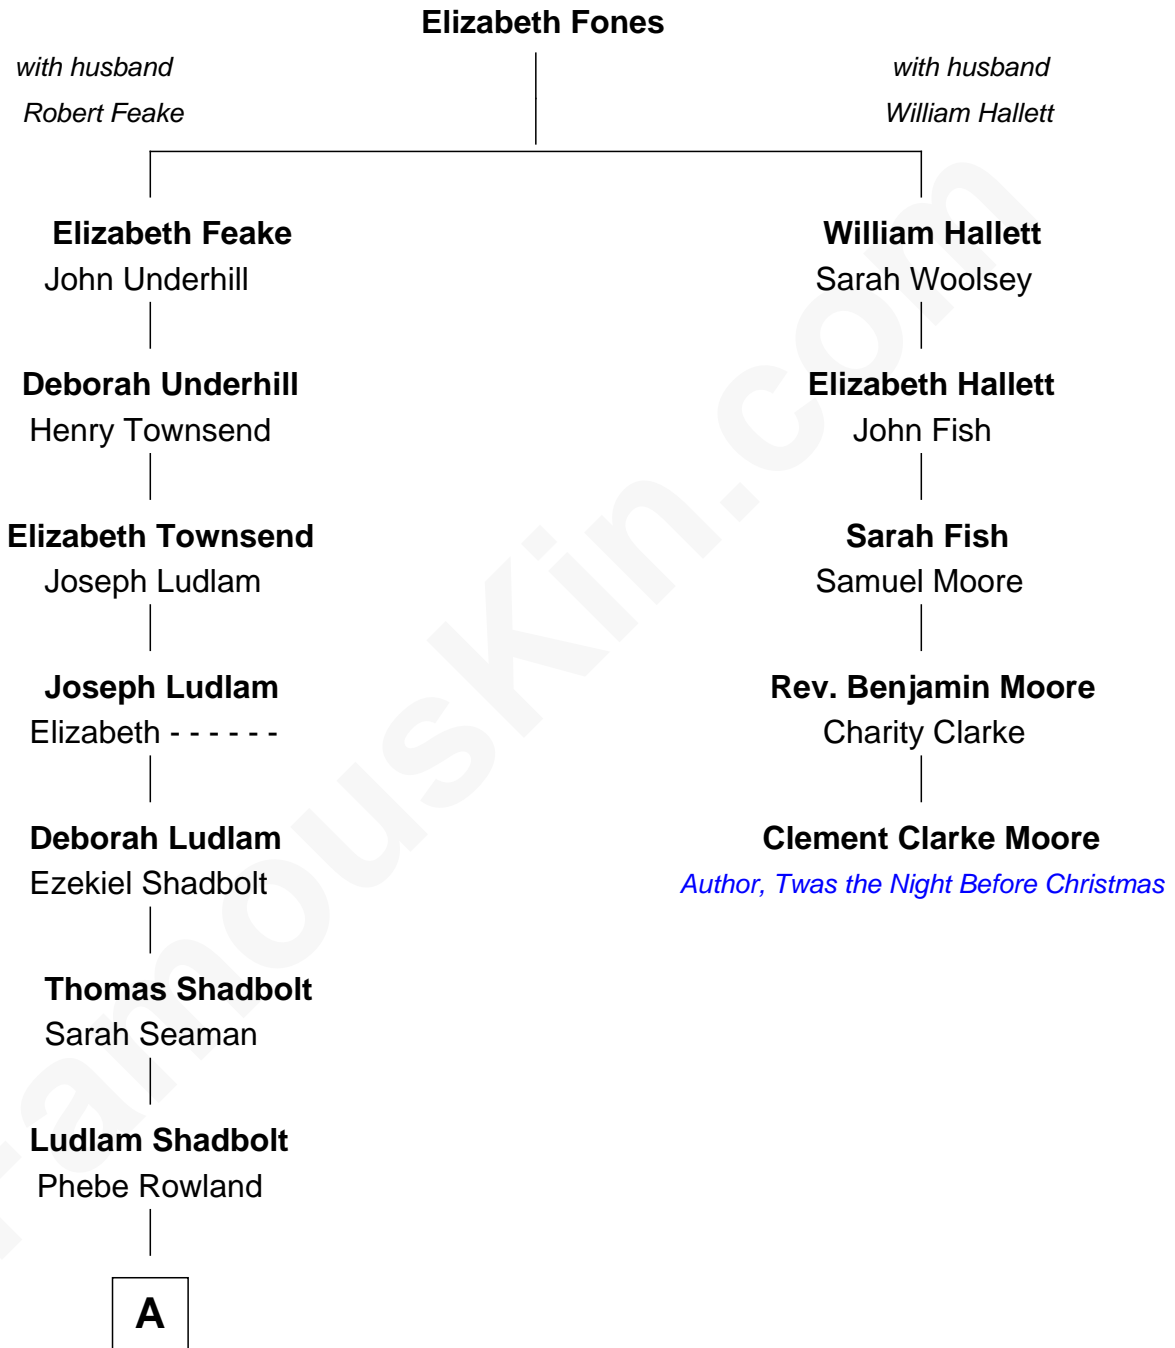 Elizabeth Fones
with husband
Robert Feake
with husband
William Hallett
Elizabeth Feake
John Underhill
William Hallett
Sarah Woolsey
Deborah Underhill
Henry Townsend
Elizabeth Hallett
John Fish
Elizabeth Townsend
Joseph Ludlam
Sarah Fish
Samuel Moore
Joseph Ludlam
Elizabeth - - - - - -
Rev. Benjamin Moore
Charity Clarke
Deborah Ludlam
Ezekiel Shadbolt
Clement Clarke Moore
Author, Twas the Night Before Christmas
Thomas Shadbolt
Sarah Seaman
Ludlam Shadbolt
Phebe Rowland
A
FamousKin.com